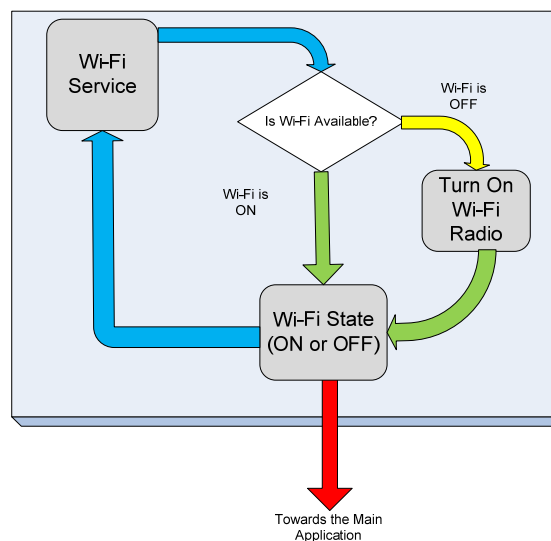 Wi-Fi
Service
Is Wi-Fi Available?
Wi-Fi is
OFF
Wi-Fi is
ON
Turn On
Wi-Fi
Radio
Wi-Fi State
(ON or OFF)
Towards the Main
Application